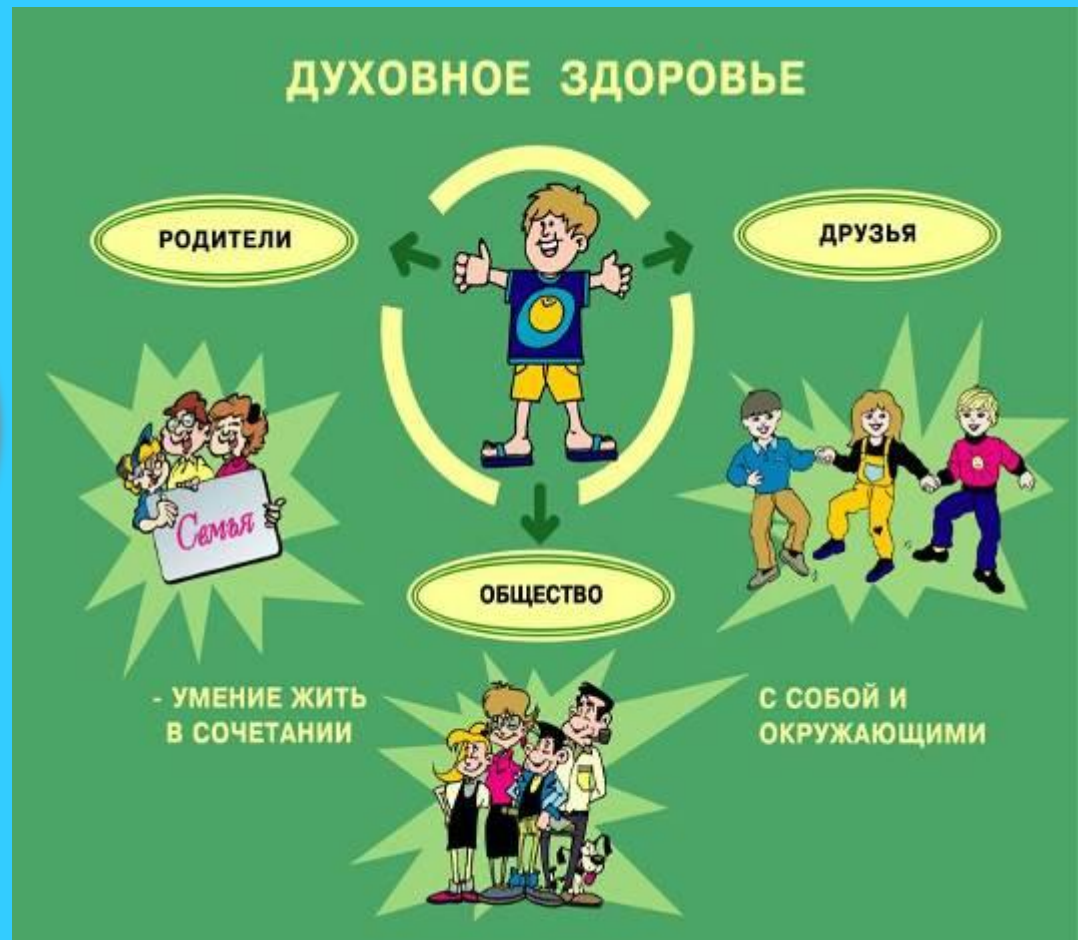 ДУХОВНОЕ ЗДОРОВЬЕ
РОДИТЕЛИ
ДРУЗЬЯ
Семья
ОБЩЕСТВО
- УМЕНИЕ ЖИТЬ
В СОЧЕТАНИИ
С СОБОЙ И
ОКРУЖАЮЩИМИ